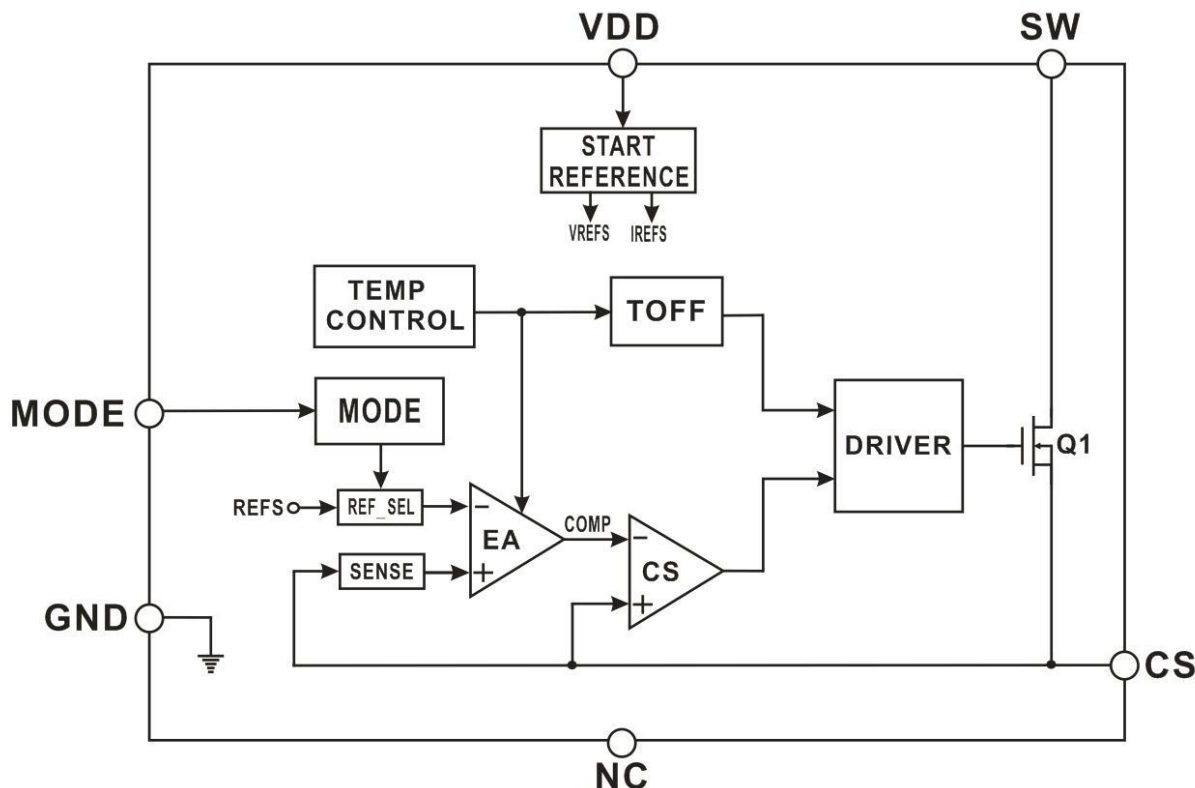 VDD
SW
START
REFERENCE
VREFS
IREFS
TEMP
CONTROL
TOFF
MODE
MODE
DRIVER
Q1
REFS
REF_SEL
-
EA
COMP
-
SENSE
+
CS
+
GND
CS
NC